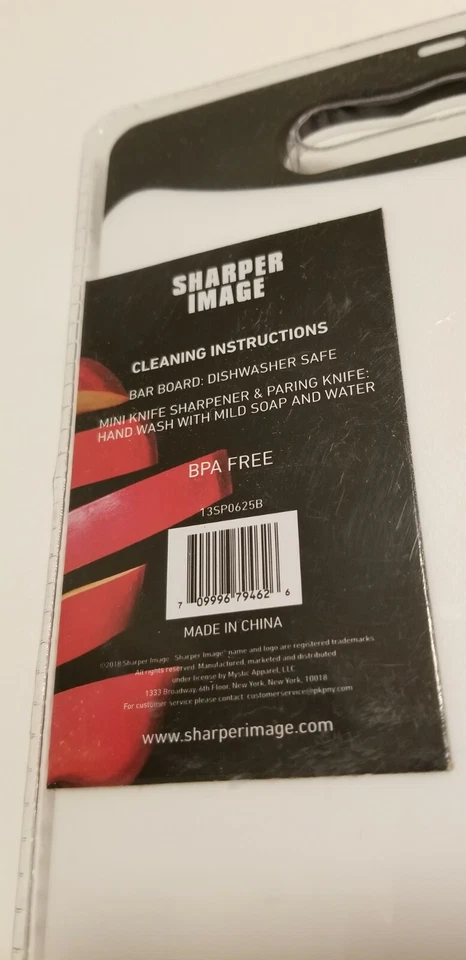 SHARPER
IMAGE
CLEANING INSTRUCTIONS
BAR BOARD: DISHWASHER SAFE
MINI KNIFE SHARPENER & PARING KNIFE:
HAND WASH WITH MILD SOAP AND WATER
BPA FREE
13SP0625B
7 09996 79462 6
MADE IN CHINA
©2018 Sharper Image Sharper Image® name and logo are registered trademarks
All rights reserved. Manufactured, marketed and distributed
under license by Mystic Apparel, LLC
1333 Broadway, 6th Floor, New York, New York, 10018
For customer service please contact: customerservice@pkpny.com
www.sharperimage.com